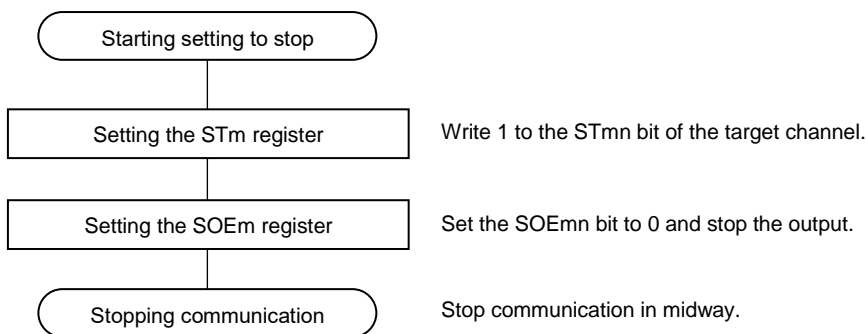 Starting setting to stop
Setting the STm register
Write 1 to the STmn bit of the target channel.
Setting the SOEm register
Set the SOEmn bit to 0 and stop the output.
Stopping communication
Stop communication in midway.